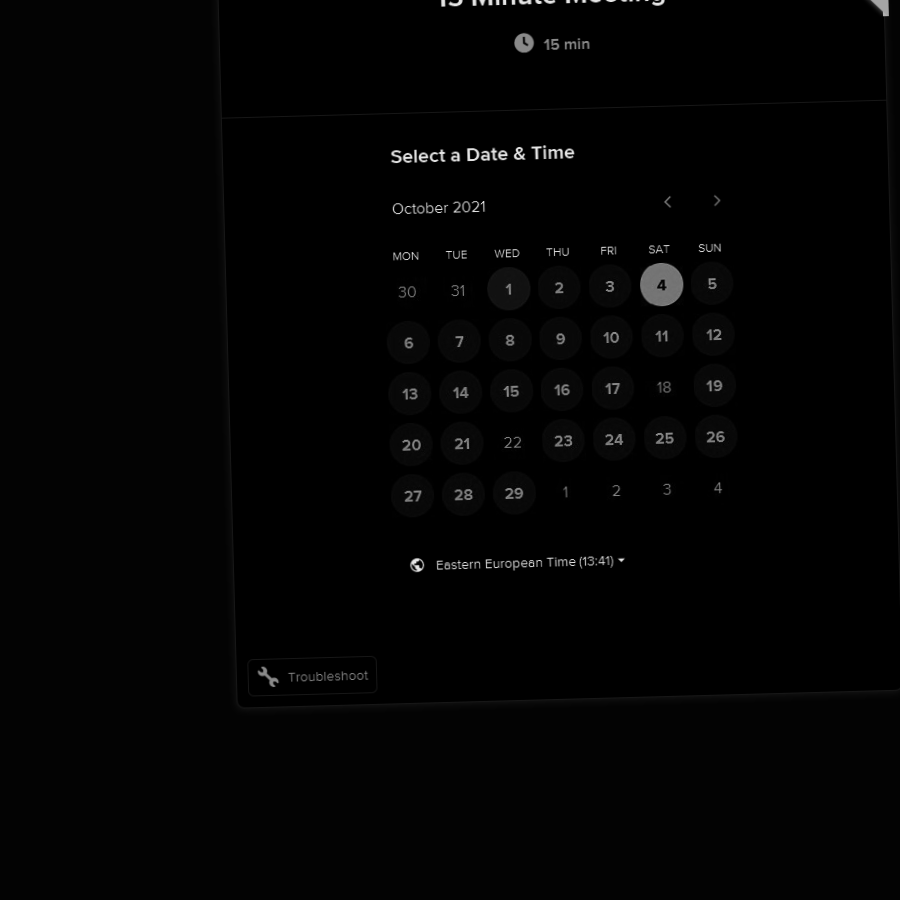 15 Minute Meeting
15 min
Select a Date & Time
October 2021
MON TUE WED THU FRI SAT SUN
30 31 1 2 3 4 5
6 7 8 9 10 11 12
13 14 15 16 17 18 19
20 21 22 23 24 25 26
27 28 29 1 2 3 4
Eastern European Time (13:41)
Troubleshoot